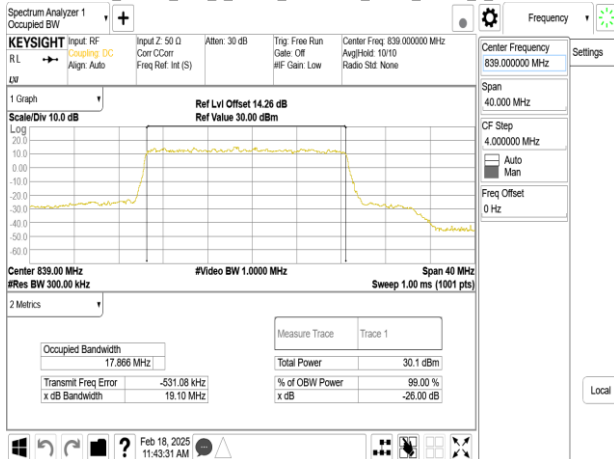 Spectrum Analyzer 1
Occupied BW
+
Frequency
KEYSIGHT
RL
LXI
Input: RF
Coupling: DC
Align: Auto
Input Z: 50 Ω
Corr CCorr
Freq Ref: Int (S)
Atten: 30 dB
Trig: Free Run
Gate: Off
#IF Gain: Low
Center Freq: 839.000000 MHz
Avg|Hold: 10/10
Radio Std: None
Center Frequency
839.000000 MHz
Settings
Span
40.000 MHz
CF Step
4.000000 MHz
Auto
Man
Freq Offset
0 Hz
1 Graph
Scale/Div 10.0 dB
Ref Lvl Offset 14.26 dB
Ref Value 30.00 dBm
Log
20.0
10.0
0.00
-10.0
-20.0
-30.0
-40.0
-50.0
-60.0
Center 839.00 MHz
#Res BW 300.00 kHz
#Video BW 1.0000 MHz
Span 40 MHz
Sweep 1.00 ms (1001 pts)
2 Metrics
Measure Trace Trace 1
Occupied Bandwidth
17.866 MHz
Total Power 30.1 dBm
Transmit Freq Error -531.08 kHz
% of OBW Power 99.00 %
x dB Bandwidth 19.10 MHz
x dB -26.00 dB
Local
?
Feb 18, 2025
11:43:31 AM